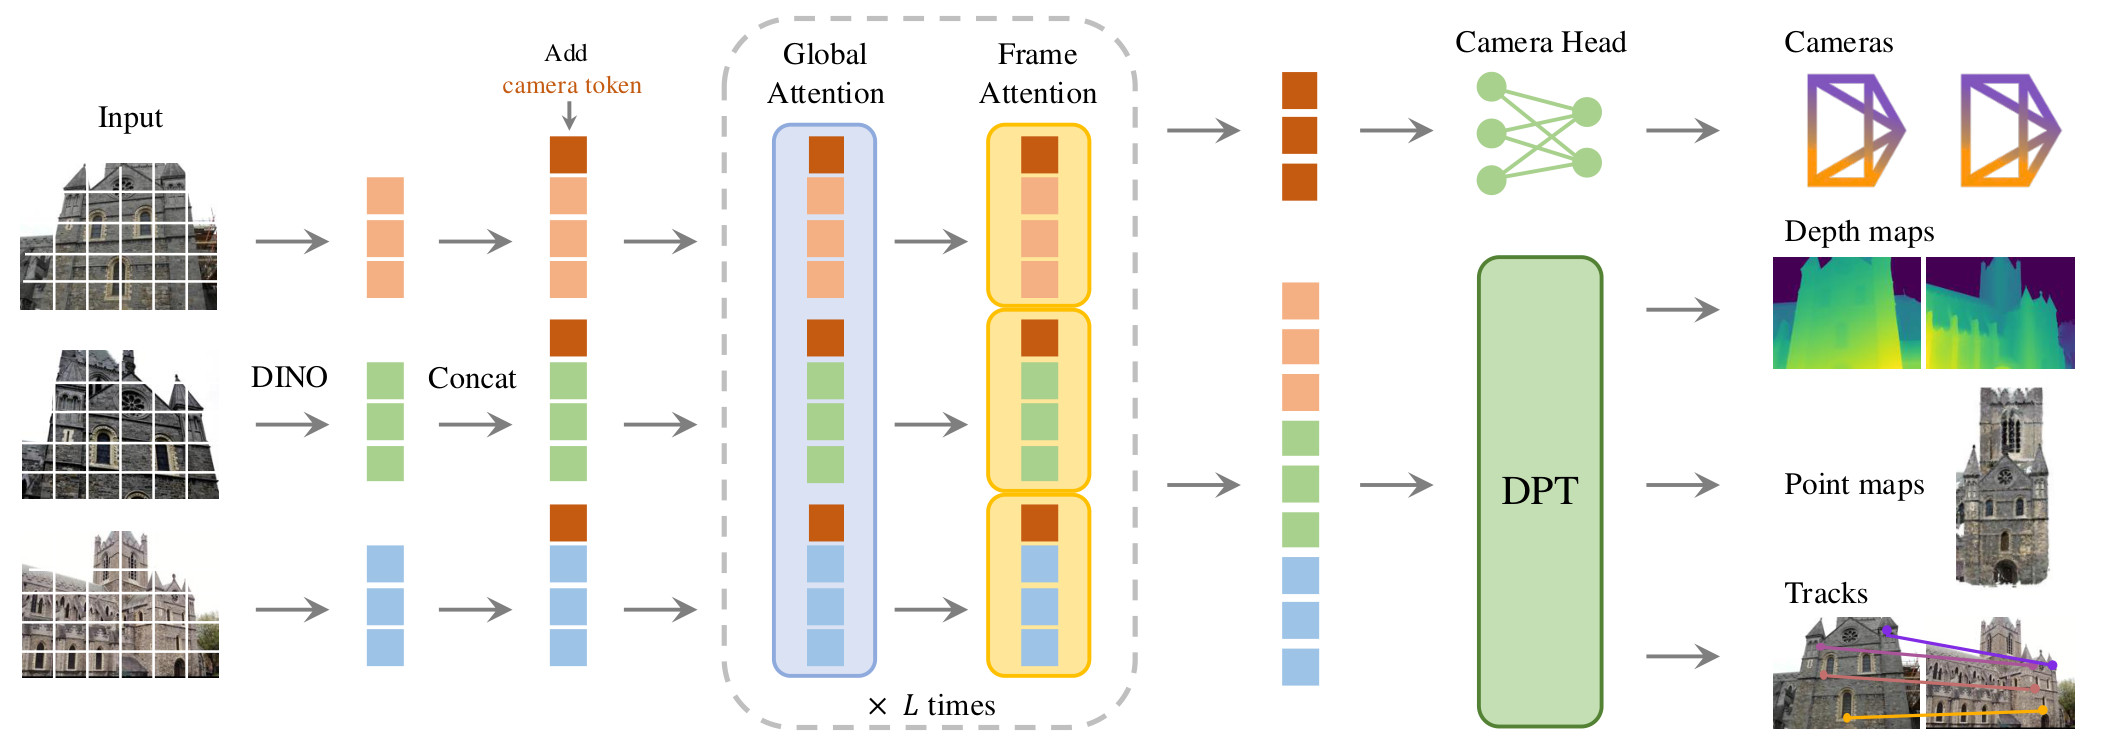 Input
DINO
Concat
Add
camera token
Global
Attention
Frame
Attention
× L times
Camera Head
DPT
Cameras
Depth maps
Point maps
Tracks